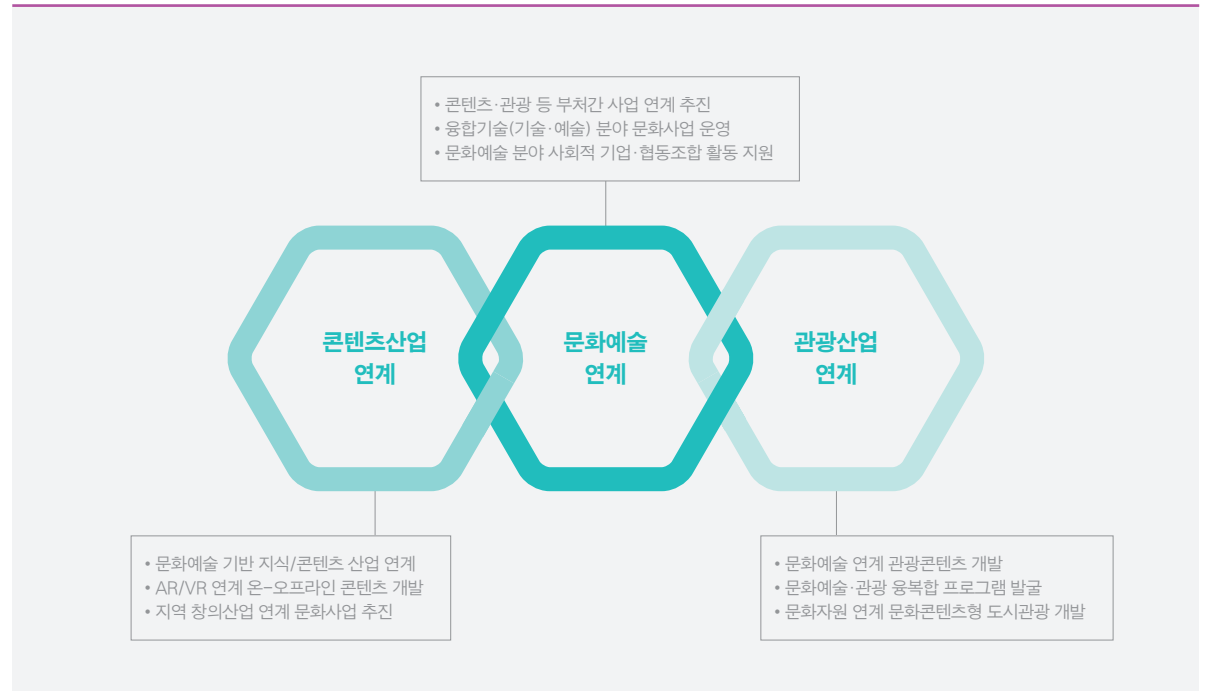 • 콘텐츠·관광 등 부처간 사업 연계 추진
• 융합기술(기술·예술) 분야 문화사업 운영
• 문화예술 분야 사회적 기업·협동조합 활동 지원
콘텐츠산업
연계
문화예술
연계
관광산업
연계
• 문화예술 기반 지식/콘텐츠 산업 연계
• AR/VR 연계 온-오프라인 콘텐츠 개발
• 지역 창의산업 연계 문화사업 추진
• 문화예술 연계 관광콘텐츠 개발
• 문화예술·관광 융복합 프로그램 발굴
• 문화자원 연계 문화콘텐츠형 도시관광 개발